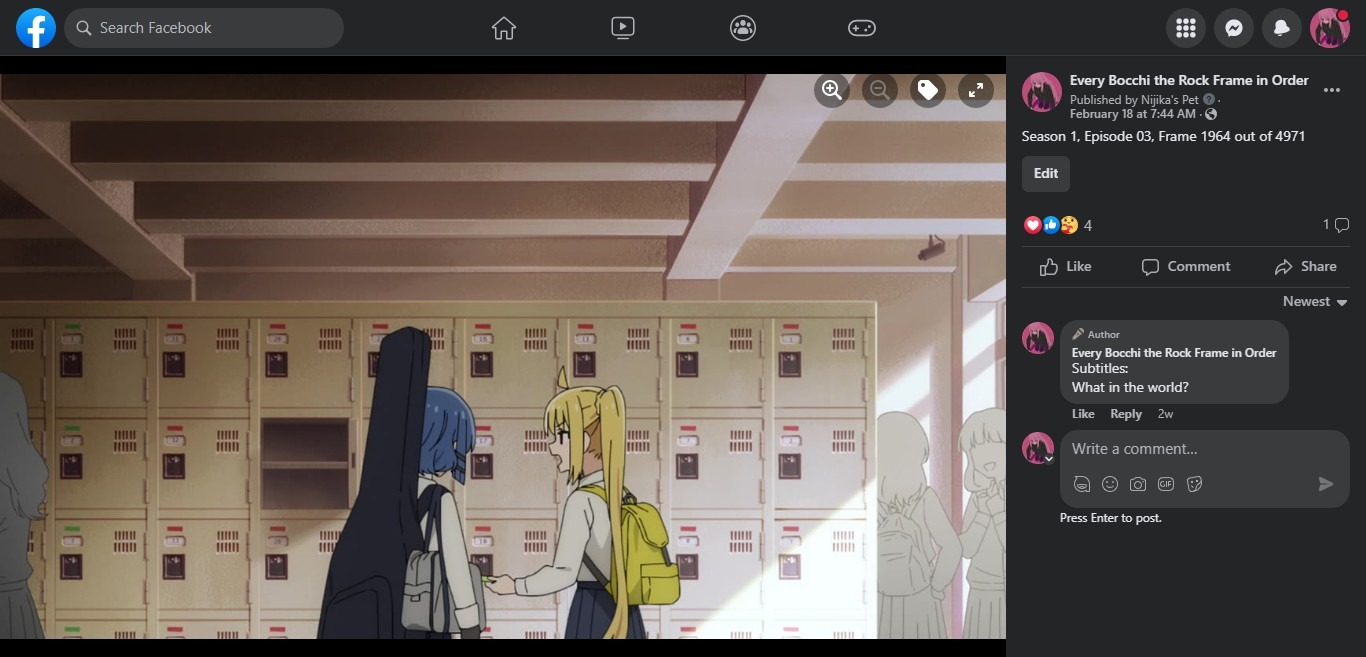 Search Facebook
Every Bocchi the Rock Frame in Order
Published by Nijika's Pet ·
February 18 at 7:44 AM ·
Season 1, Episode 03, Frame 1964 out of 4971
Edit
4
1
Like
Comment
Share
Newest
Author
Every Bocchi the Rock Frame in Order
Subtitles:
What in the world?
Like Reply 2w
Write a comment...
GIF
Press Enter to post.